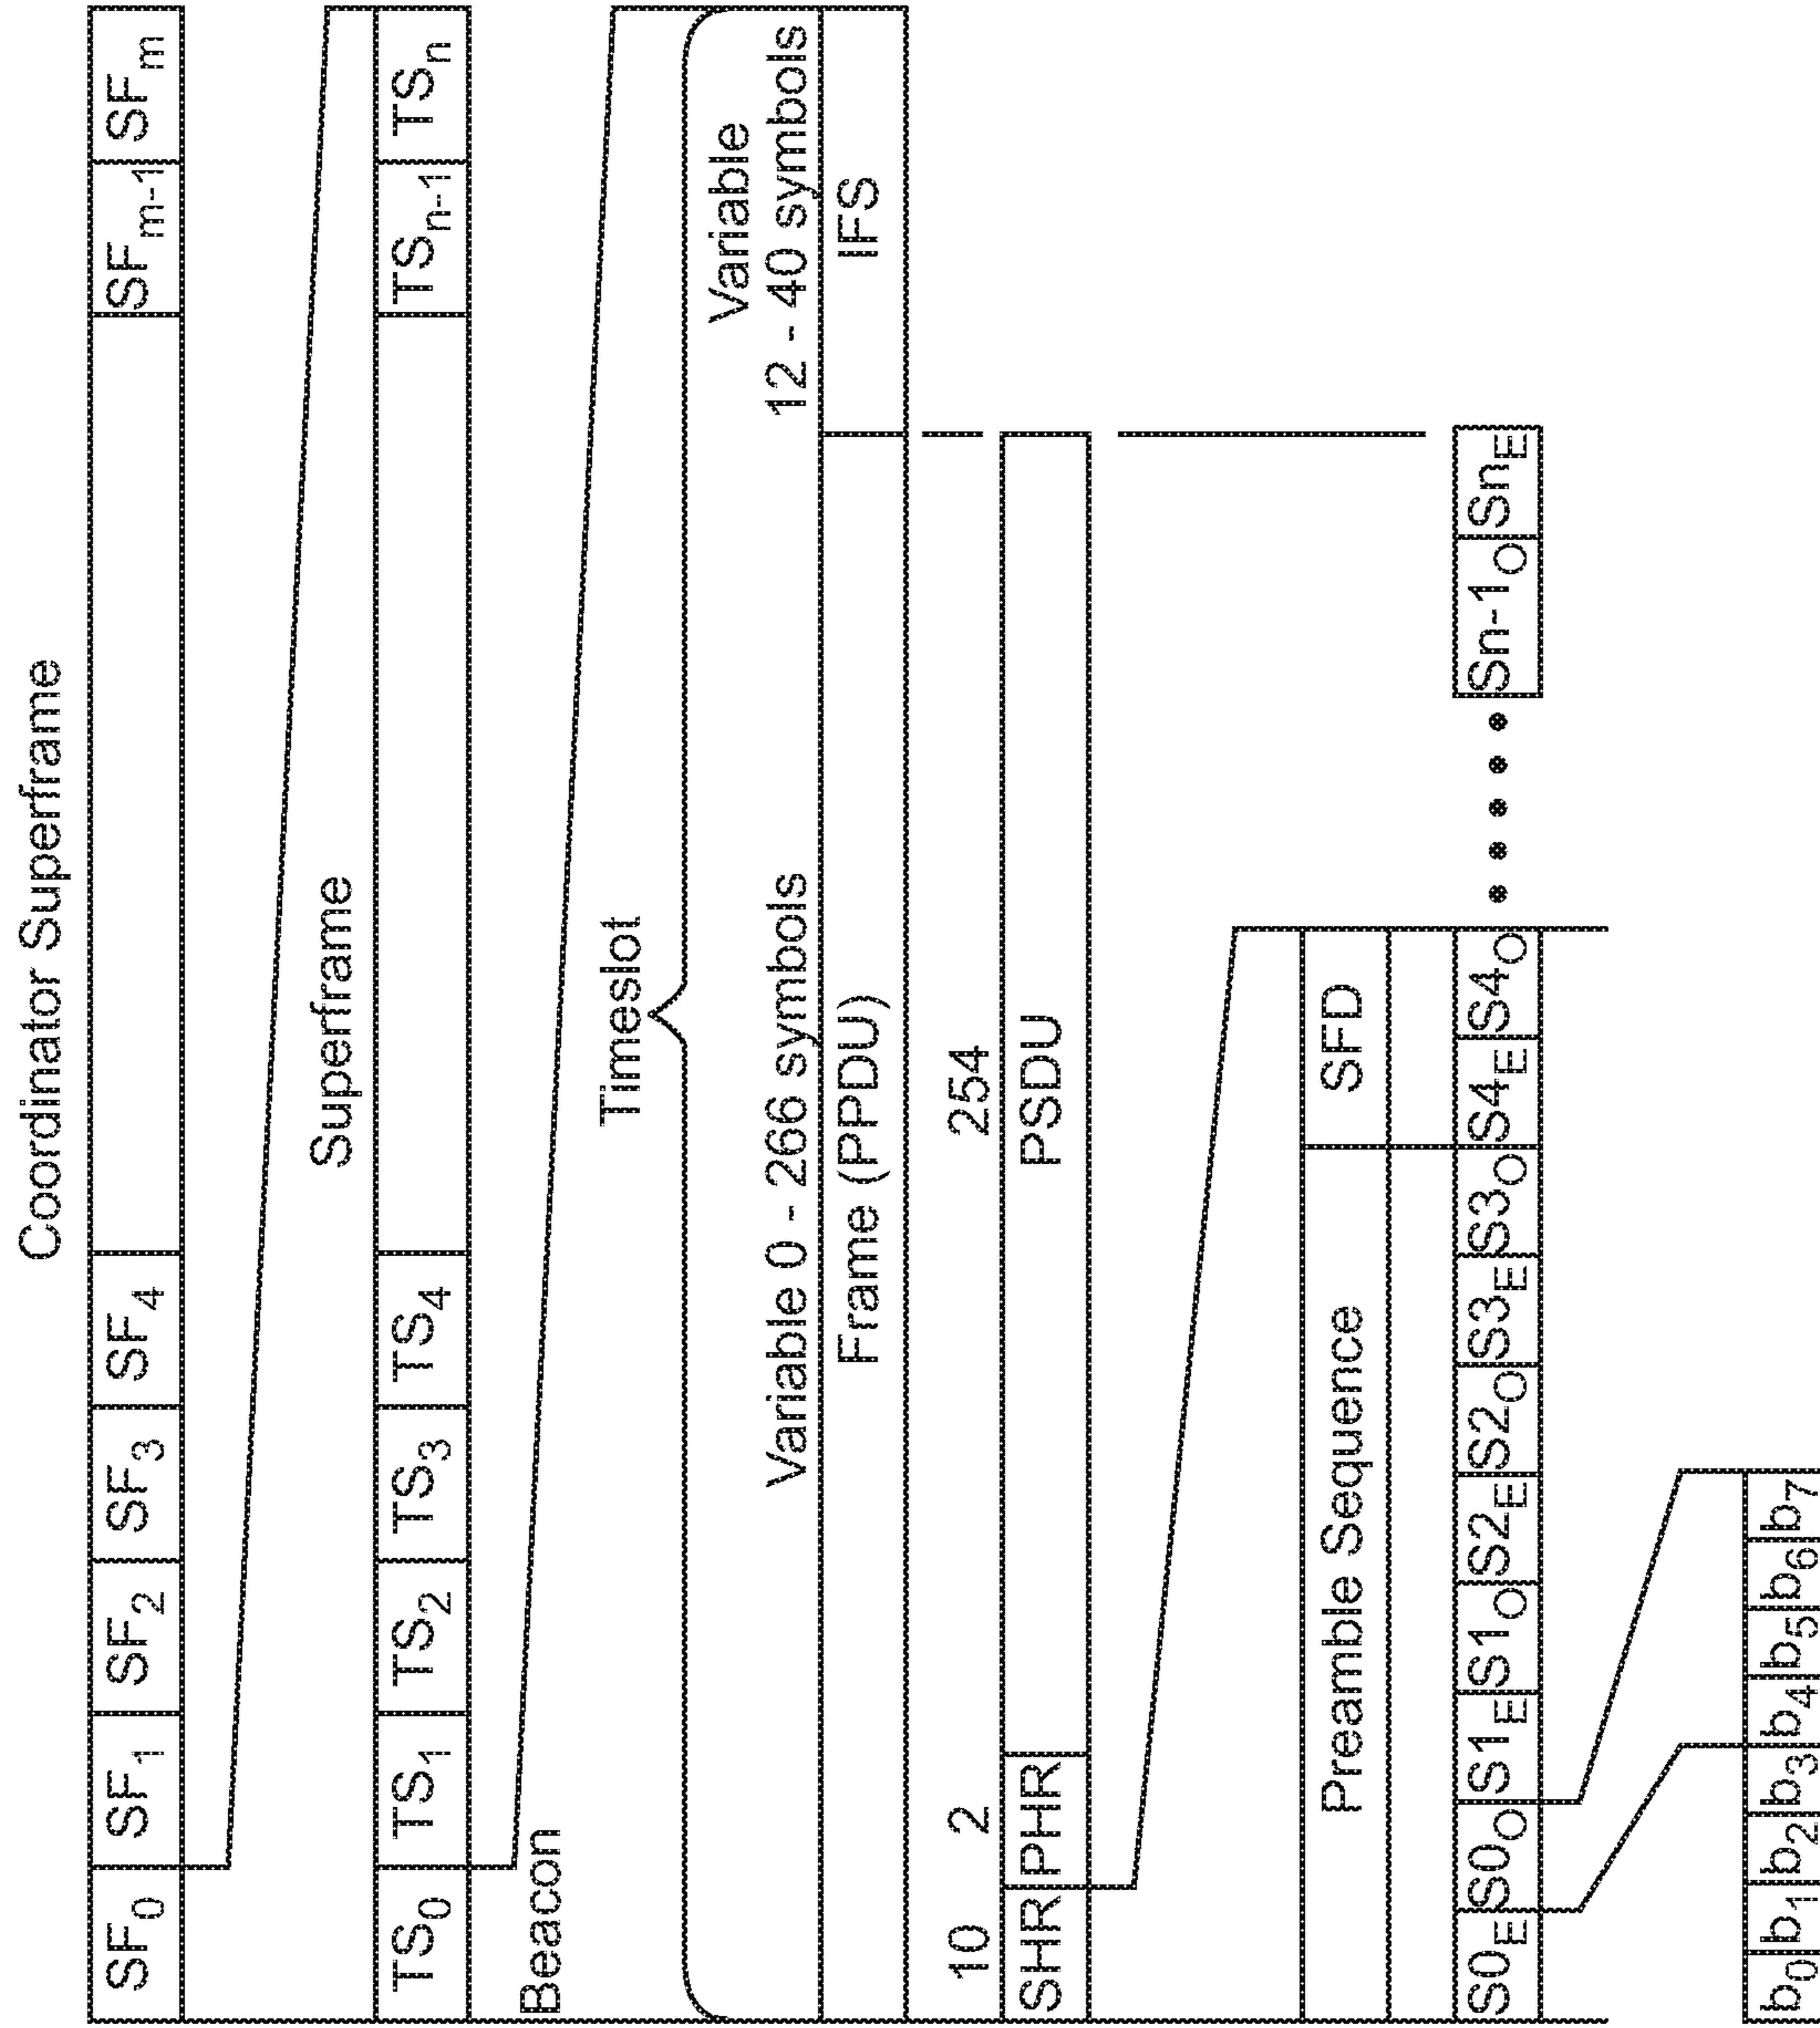 Coordinator Superframe
SF0 SF1 SF2 SF3 SF4 SFm-1 SFm
Superframe
TS0 TS1 TS2 TS3 TS4 TSn-1 TSn
Beacon
Timeslot
Variable
Variable 0 - 266 symbols 12 - 40 symbols
Frame (PPDU) IFS
10 2 254
SHR PHR PSDU
Preamble Sequence SFD
S0E S0O S1E S1O S2E S2O S3E S3O S4E S4O Sn-1O SnE
b0 b1 b2 b3 b4 b5 b6 b7